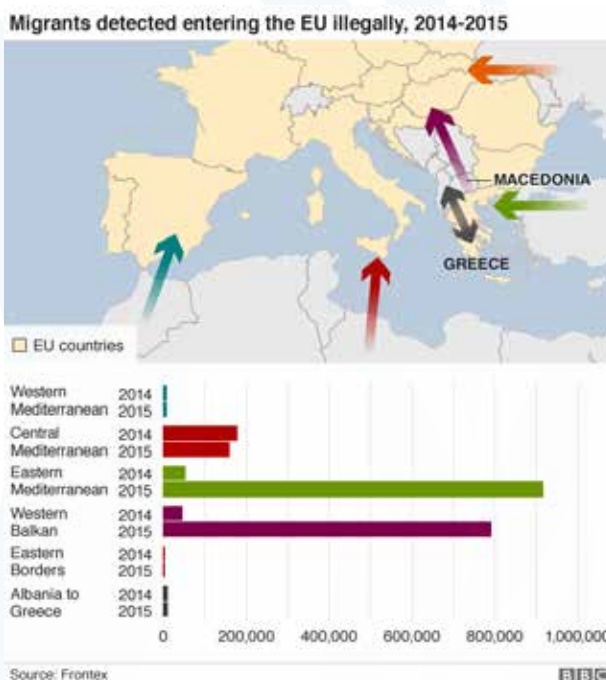 Migrants detected entering the EU illegally, 2014-2015
MACEDONIA
GREECE
EU countries
Western 2014
Mediterranean 2015
Central 2014
Mediterranean 2015
Eastern 2014
Mediterranean 2015
Western 2014
Balkan 2015
Eastern 2014
Borders 2015
Albania to 2014
Greece 2015
0 200,000 400,000 600,000 800,000 1,000,000
Source: Frontex
BBC